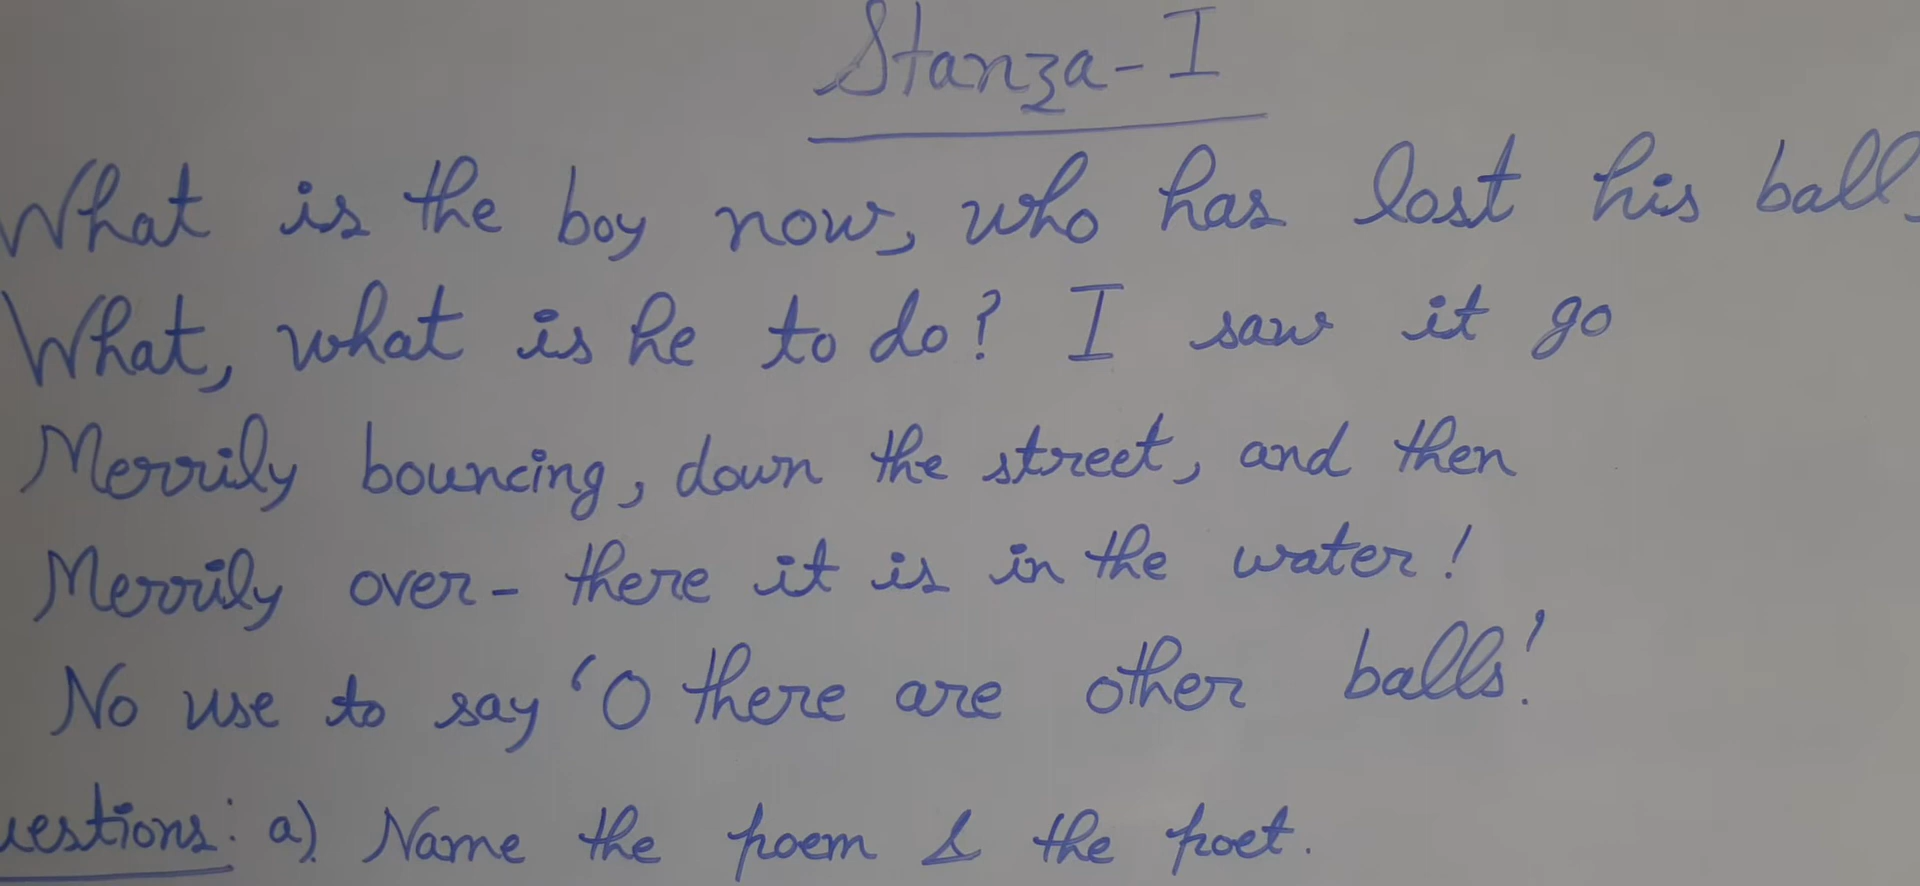 Stanza-I
What is the boy now, who has lost his ball,
What, what is he to do? I saw it go
Merrily bouncing, down the street, and then
Merrily over- there it is in the water!
No use to say 'O there are other balls!'
uestions: a) Name the poem & the poet.